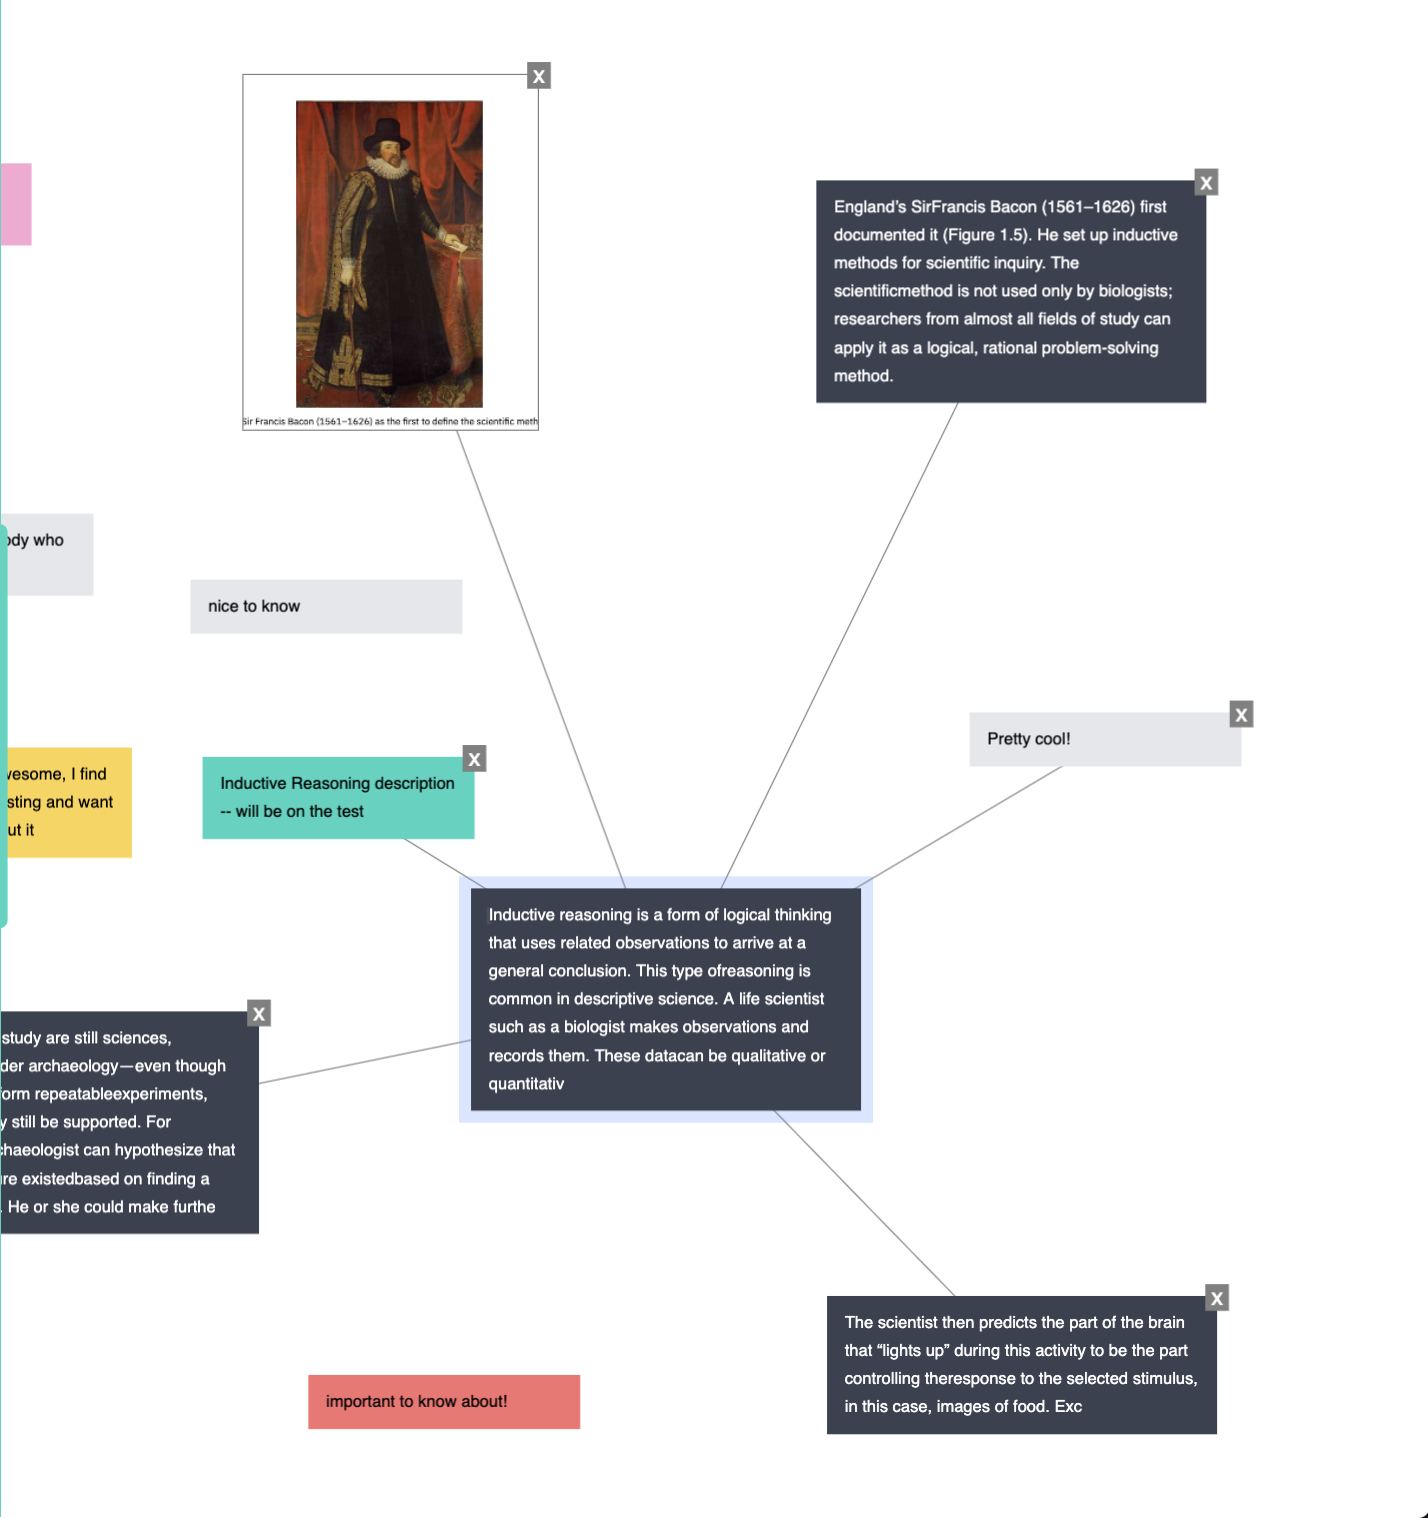 X
Sir Francis Bacon (1561–1626) as the first to define the scientific meth
X
England’s SirFrancis Bacon (1561–1626) first
documented it (Figure 1.5). He set up inductive
methods for scientific inquiry. The
scientificmethod is not used only by biologists;
researchers from almost all fields of study can
apply it as a logical, rational problem-solving
method.
ody who
nice to know
X
Pretty cool!
wesome, I find
sting and want
ut it
X
Inductive Reasoning description
-- will be on the test
Inductive reasoning is a form of logical thinking
that uses related observations to arrive at a
general conclusion. This type ofreasoning is
common in descriptive science. A life scientist
such as a biologist makes observations and
records them. These datacan be qualitative or
quantitativ
X
study are still sciences,
der archaeology—even though
form repeatableexperiments,
y still be supported. For
chaeologist can hypothesize that
ure existedbased on finding a
. He or she could make furthe
X
The scientist then predicts the part of the brain
that “lights up” during this activity to be the part
controlling theresponse to the selected stimulus,
in this case, images of food. Exc
important to know about!